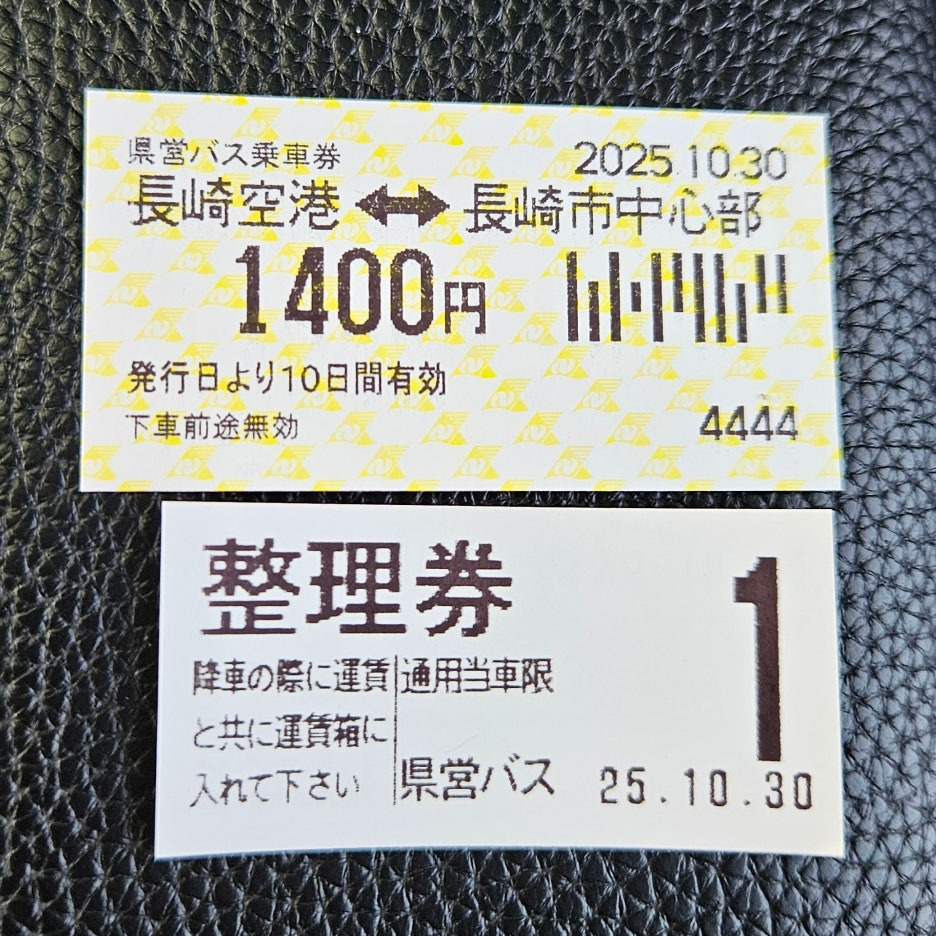 県営バス乗車券 2025.10.30
長崎空港↔長崎市中心部
1400円
発行日より10日間有効
下車前途無効 4444
整理券 1
降車の際に運賃
と共に運賃箱に
入れて下さい
通用当車限
県営バス 25.10.30